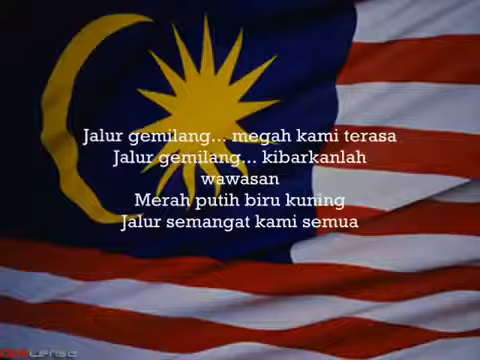 Jalur gemilang... megah kami terasa
Jalur gemilang... kibarkanlah
wawasan
Merah putih biru kuning
Jalur semangat kami semua